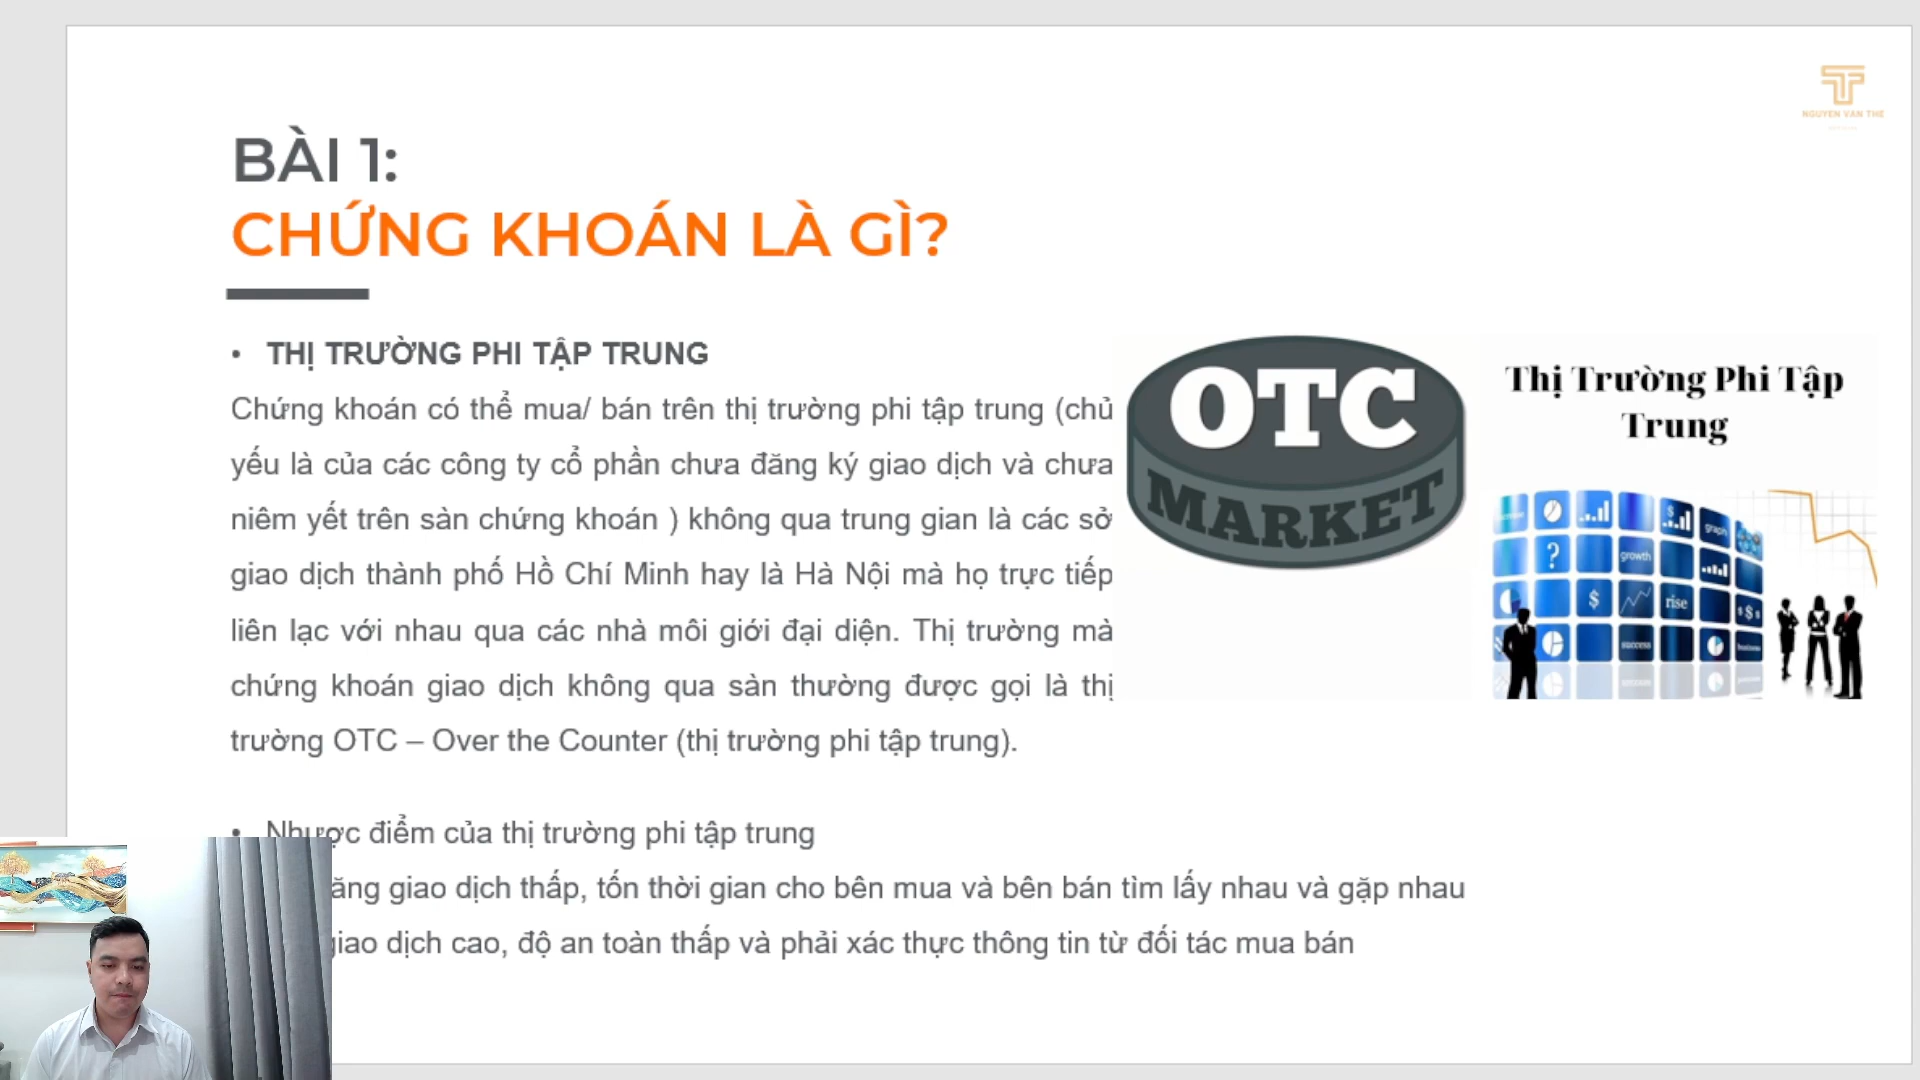 NGUYEN VAN THE
BÀI 1:
CHỨNG KHOÁN LÀ GÌ?
• THỊ TRƯỜNG PHI TẬP TRUNG
Chứng khoán có thể mua/ bán trên thị trường phi tập trung (chủ
yếu là của các công ty cổ phần chưa đăng ký giao dịch và chưa
niêm yết trên sàn chứng khoán ) không qua trung gian là các sở
giao dịch thành phố Hồ Chí Minh hay là Hà Nội mà họ trực tiếp
liên lạc với nhau qua các nhà môi giới đại diện. Thị trường mà
chứng khoán giao dịch không qua sàn thường được gọi là thị
trường OTC – Over the Counter (thị trường phi tập trung).
• Nhược điểm của thị trường phi tập trung
giao dịch thấp, tốn thời gian cho bên mua và bên bán tìm lấy nhau và gặp nhau
giao dịch cao, độ an toàn thấp và phải xác thực thông tin từ đối tác mua bán
OTC
MARKET
Thị Trường Phi Tập
Trung
$
graph
?
growth
$
rise
$
success